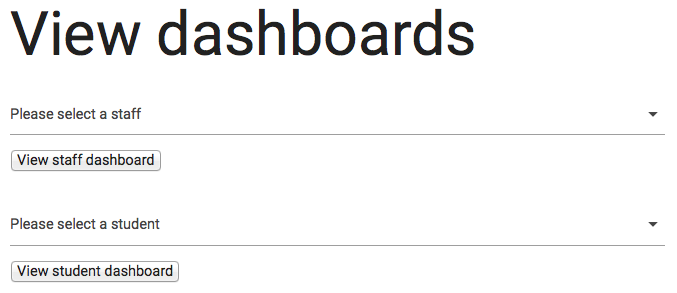 View dashboards
Please select a staff
View staff dashboard
Please select a student
View student dashboard